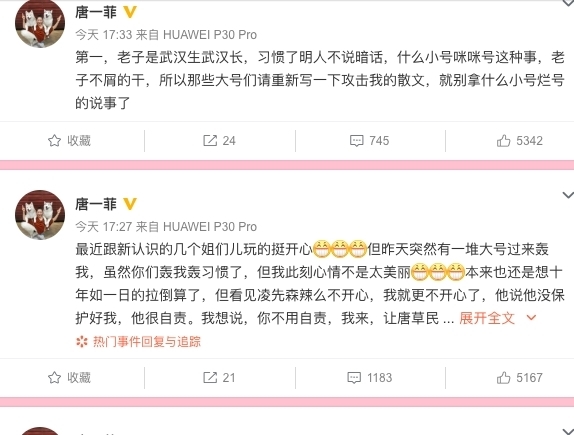 唐一菲
今天 17:33 来自 HUAWEI P30 Pro
第一，老子是武汉生武汉长，习惯了明人不说暗话，什么小号咪咪号这种事，老
子不屑的干，所以那些大号们请重新写一下攻击我的散文，就别拿什么小号烂号
的说事了
收藏 24 745 5342
唐一菲
今天 17:27 来自 HUAWEI P30 Pro
最近跟新认识的几个姐们儿玩的挺开心😁😁😁但昨天突然有一堆大号过来轰
我，虽然你们轰我轰习惯了，但我此刻心情不是太美丽😁😁😁本来也还是想十
年如一日的拉倒算了，但看见凌先森辣么不开心，我就更不开心了，他说他没保
护好我，他很自责。我想说，你不用自责，我来，让唐草民 ... 展开全文
热门事件回复与追踪
收藏 21 1183 5167